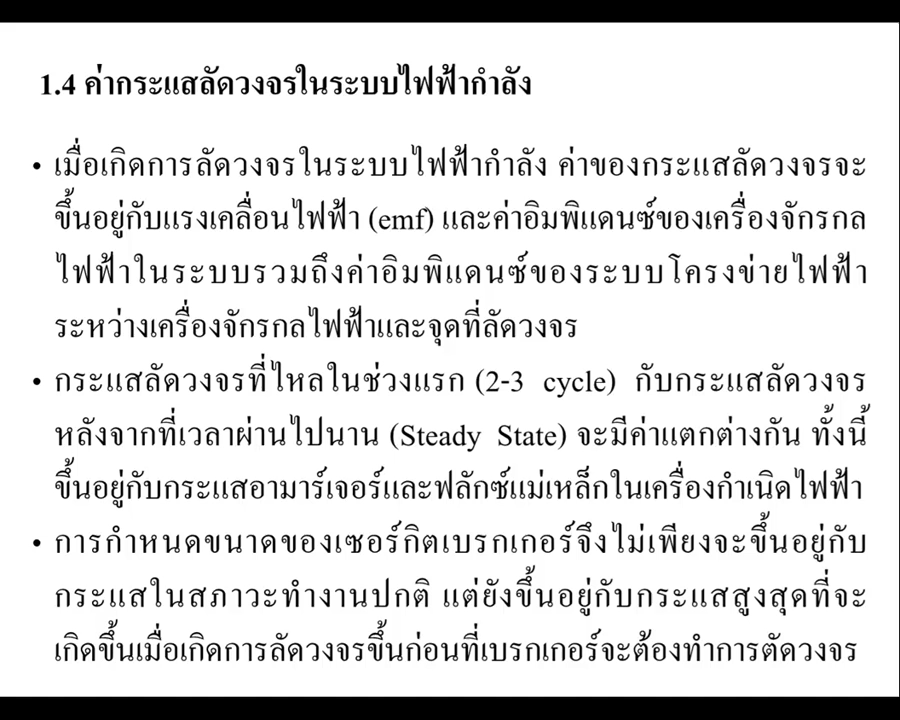 1.4 ค่ากระแสลัดวงจรในระบบไฟฟ้ากำลัง
• เมื่อเกิดการลัดวงจรในระบบไฟฟ้ากำลัง ค่าของกระแสลัดวงจรจะ
ขึ้นอยู่กับแรงเคลื่อนไฟฟ้า (emf) และค่าอิมพิแดนซ์ของเครื่องจักรกล
ไฟฟ้าในระบบรวมถึงค่าอิมพิแดนซ์ของระบบโครงข่ายไฟฟ้า
ระหว่างเครื่องจักรกลไฟฟ้าและจุดที่ลัดวงจร
• กระแสลัดวงจรที่ไหลในช่วงแรก (2-3 cycle) กับกระแสลัดวงจร
หลังจากที่เวลาผ่านไปนาน (Steady State) จะมีค่าแตกต่างกัน ทั้งนี้
ขึ้นอยู่กับกระแสอามาร์เจอร์และฟลักซ์แม่เหล็กในเครื่องกำเนิดไฟฟ้า
• การกำหนดขนาดของเซอร์กิตเบรกเกอร์จึงไม่เพียงจะขึ้นอยู่กับ
กระแสในสภาวะทำงานปกติ แต่ยังขึ้นอยู่กับกระแสสูงสุดที่จะ
เกิดขึ้นเมื่อเกิดการลัดวงจรขึ้นก่อนที่เบรกเกอร์จะต้องทำการตัดวงจร